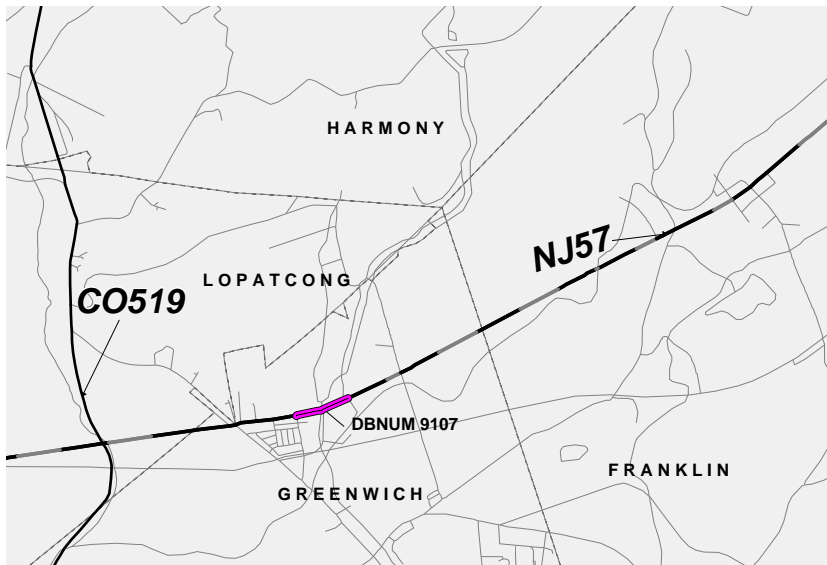 HARMONY
NJ57
LOPATCONG
CO519
DBNUM 9107
FRANKLIN
GREENWICH